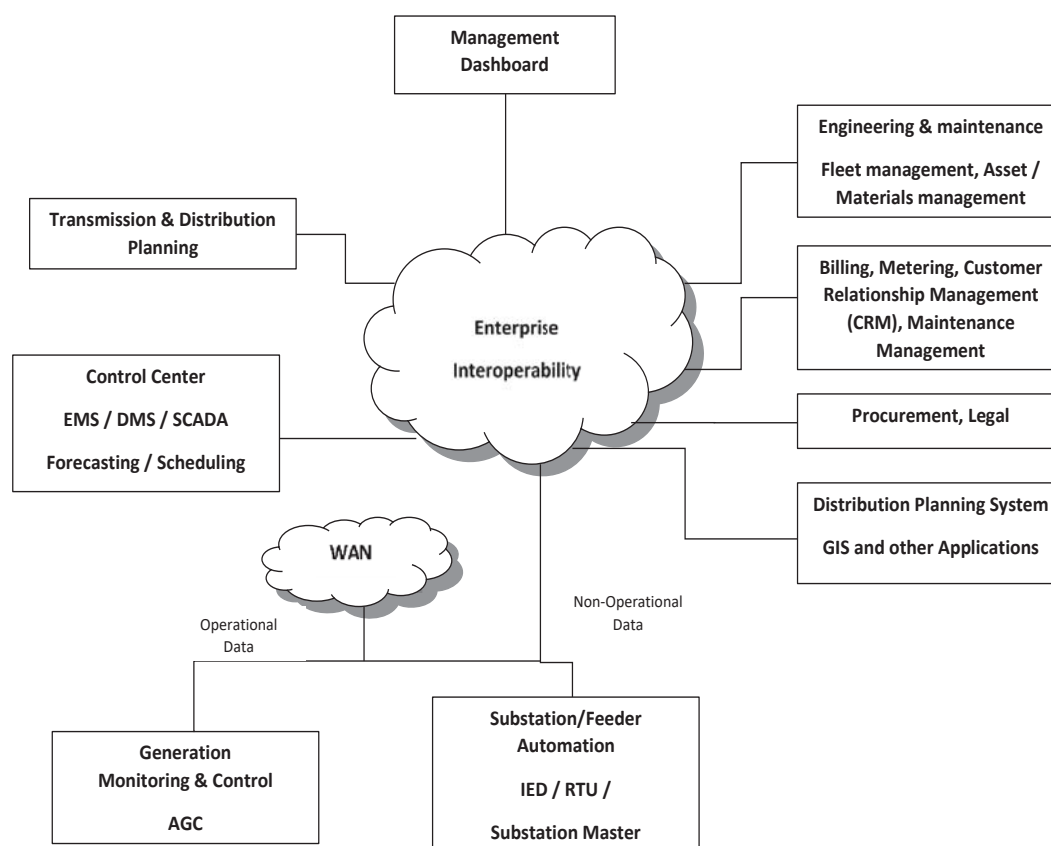 Management
Dashboard
Engineering & maintenance
Fleet management, Asset /
Materials management
Transmission & Distribution
Planning
Billing, Metering, Customer
Relationship Management
(CRM), Maintenance
Management
Enterprise
Interoperability
Control Center
EMS / DMS / SCADA
Forecasting / Scheduling
Procurement, Legal
Distribution Planning System
GIS and other Applications
WAN
Operational
Data
Non-Operational
Data
Generation
Monitoring & Control
AGC
Substation/Feeder
Automation
IED / RTU /
Substation Master